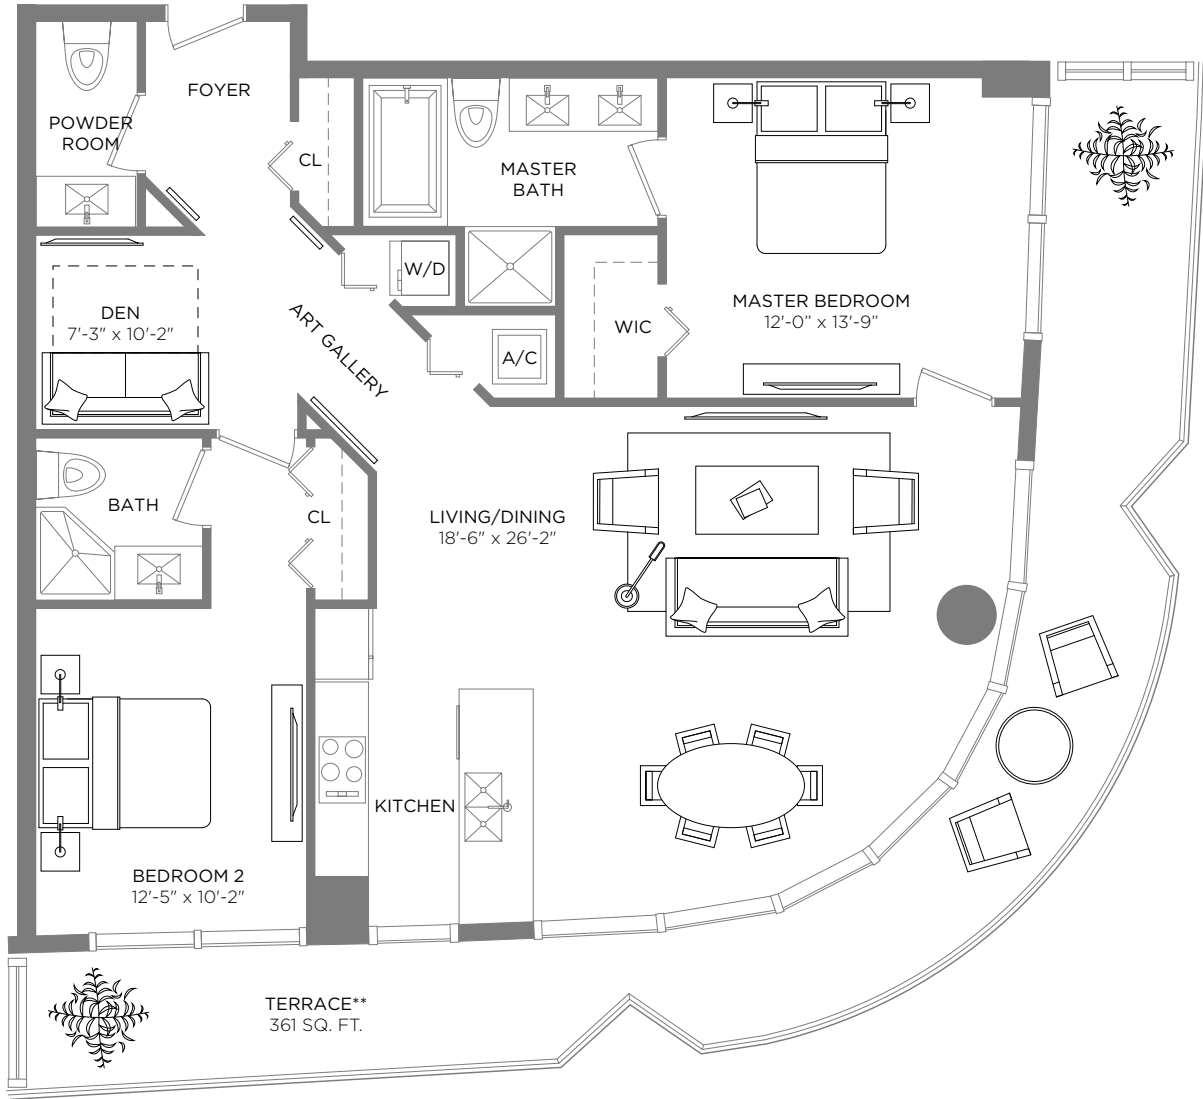 FOYER
POWDER
ROOM
CL
MASTER
BATH
W/D
DEN
7'-3" x 10'-2"
ART GALLERY
WIC
MASTER BEDROOM
12'-0” x 13'-9”
A/C
BATH
CL
LIVING/DINING
18'-6" x 26'-2"
KITCHEN
BEDROOM 2
12'-5" x 10'-2"
TERRACE**
361 SQ. FT.